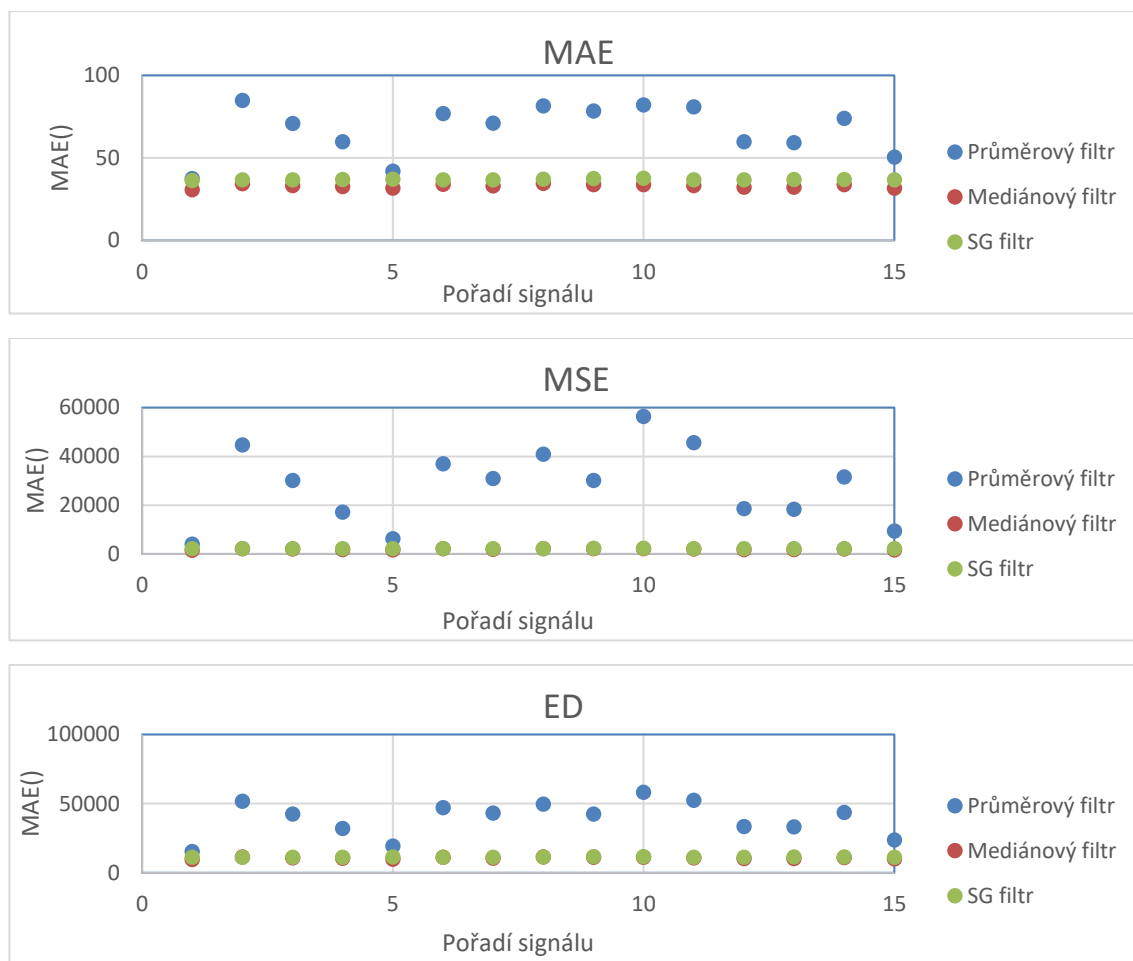 MAE
100
50
0
MAE()
0 5 10 15
Pořadí signálu
Průměrový filtr
Mediánový filtr
SG filtr
MSE
60000
40000
20000
0
MAE()
0 5 10 15
Pořadí signálu
Průměrový filtr
Mediánový filtr
SG filtr
ED
100000
50000
0
MAE()
0 5 10 15
Pořadí signálu
Průměrový filtr
Mediánový filtr
SG filtr